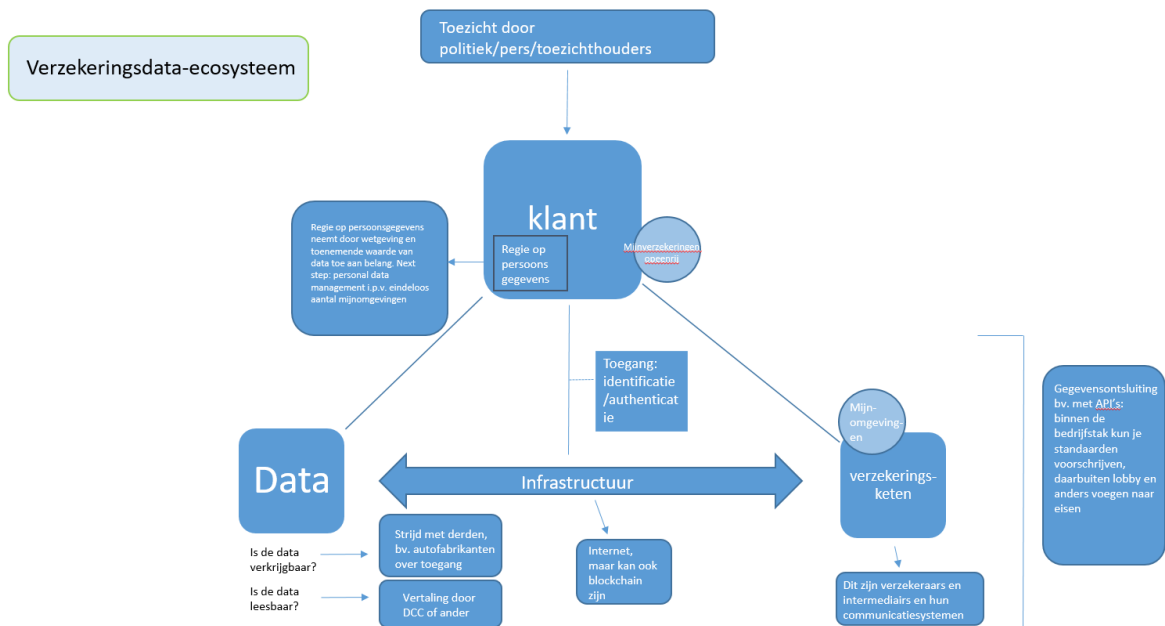 Verzekeringsdata-ecosysteem
Toezicht door
politiek/pers/toezichthouders
klant
Regie op
persoons
gegevens
Mijnverzekeringen
opeenrij
Regie op persoonsgegevens
neemt door wetgeving en
toenemende waarde van
data toe aan belang. Next
step: personal data
management i.p.v. eindeloos
aantal mijnomgevingen
Toegang:
identificatie
/authenticat
ie
Data
Infrastructuur
Mijn-
omgeving-
en
verzekerings-
keten
Gegevensontsluiting
bv. met API's:
binnen de
bedrijfstak kun je
standaarden
voorschrijven,
daarbuiten lobby en
anders voegen naar
eisen
Is de data
verkrijgbaar?
Strijd met derden,
bv. autofabrikanten
over toegang
Is de data
leesbaar?
Vertaling door
DCC of ander
Internet,
maar kan ook
blockchain
zijn
Dit zijn verzekeraars en
intermediairs en hun
communicatiesystemen